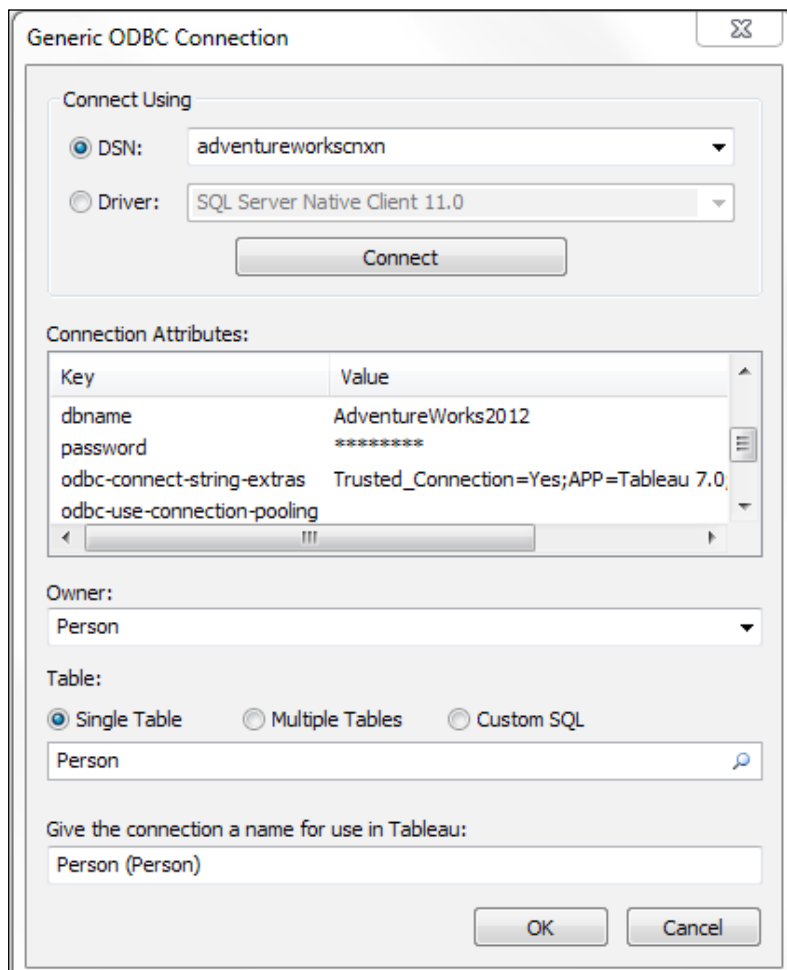 Generic ODBC Connection
Connect Using
DSN: adventureworkscnxn
Driver: SQL Server Native Client 11.0
Connect
Connection Attributes:
Key Value
dbname AdventureWorks2012
password ********
odbc-connect-string-extras Trusted_Connection=Yes;APP=Tableau 7.0;
odbc-use-connection-pooling
Owner:
Person
Table:
Single Table Multiple Tables Custom SQL
Person
Give the connection a name for use in Tableau:
Person (Person)
OK Cancel